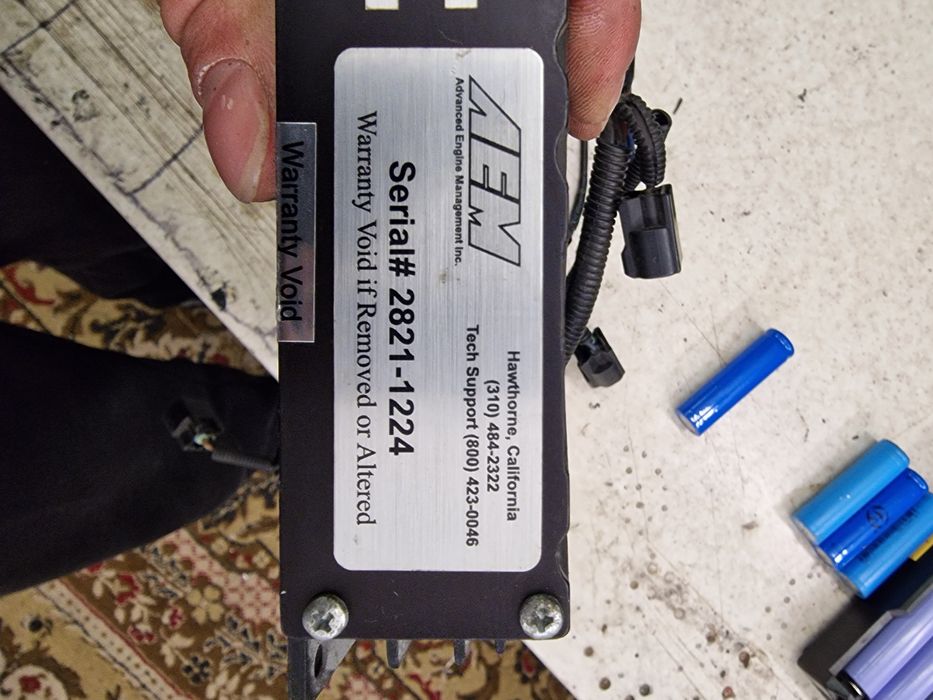 AEM
Advanced Engine Management Inc.
Hawthorne, California
(310) 484-2322
Tech Support (800) 423-0046
Serial# 2821-1224
Warranty Void if Removed or Altered
Warranty Void